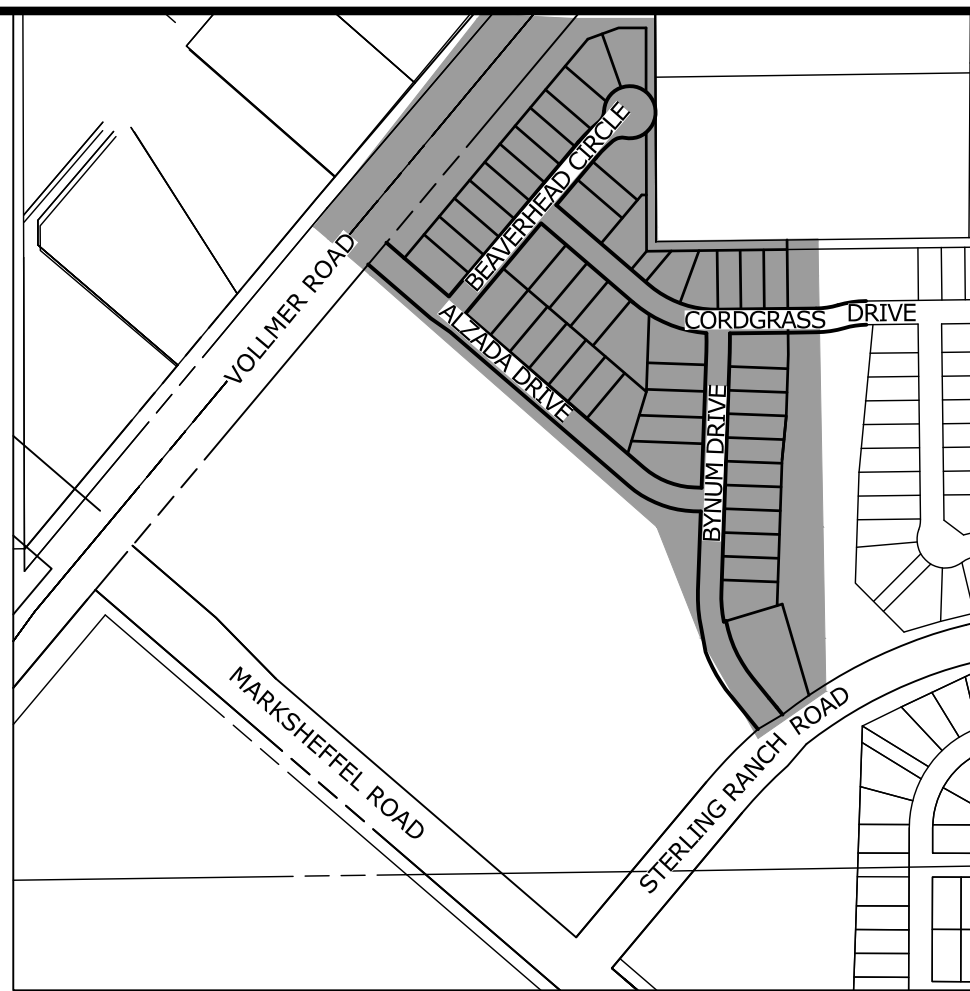 BEAVERHEAD CIRCLE
VOLLMER ROAD
ALZADA DRIVE
CORDGRASS DRIVE
BYNUM DRIVE
MARKSHEFFEL ROAD
STERLING RANCH ROAD